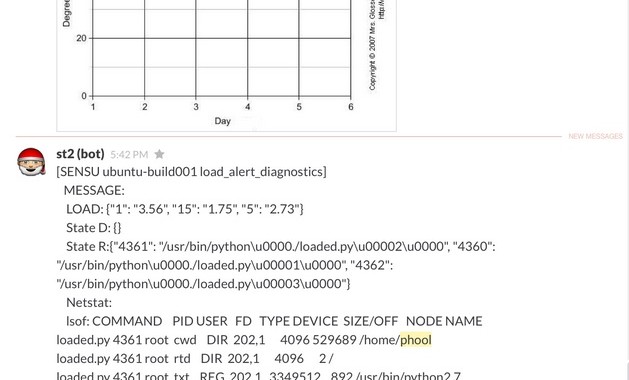 Degree
Copyright © 2007 Mrs. Glosse
http://
20
0
1 2 3 4 5 6
Day
NEW MESSAGES
st2 (bot) 5:42 PM ★
[SENSU ubuntu-build001 load_alert_diagnostics]
MESSAGE:
LOAD: {"1": "3.56", "15": "1.75", "5": "2.73"}
State D: {}
State R:{"4361": "/usr/bin/python\u0000./loaded.py\u00002\u0000", "4360":
"/usr/bin/python\u0000./loaded.py\u00001\u0000", "4362":
"/usr/bin/python\u0000./loaded.py\u00003\u0000"}
Netstat:
lsof: COMMAND PID USER FD TYPE DEVICE SIZE/OFF NODE NAME
loaded.py 4361 root cwd DIR 202,1 4096 529689 /home/phool
loaded.py 4361 root rtd DIR 202,1 4096 2 /
loaded.py 4361 root txt REG 202,1 3349512 892 /usr/bin/python2.7